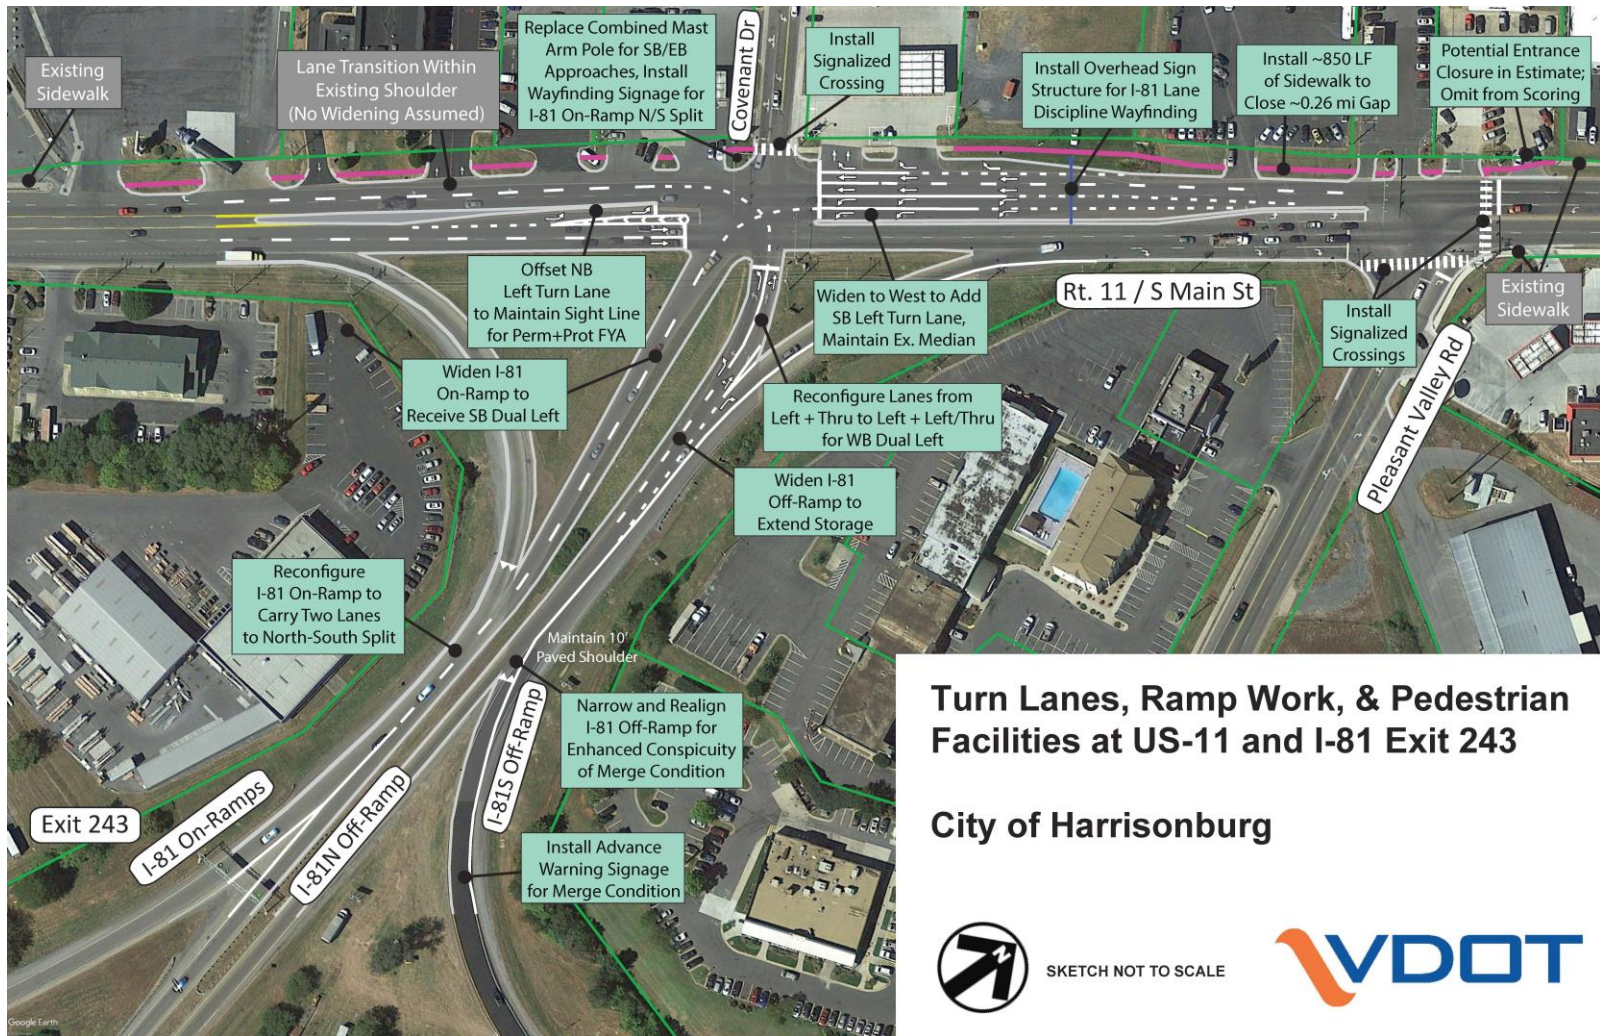 Existing
Sidewalk
Lane Transition Within
Existing Shoulder
(No Widening Assumed)
Replace Combined Mast
Arm Pole for SB/EB
Approaches, Install
Wayfinding Signage for
I-81 On-Ramp N/S Split
Covenant Dr
Install
Signalized
Crossing
Install Overhead Sign
Structure for I-81 Lane
Discipline Wayfinding
Install ~850 LF
of Sidewalk to
Close ~0.26 mi Gap
Potential Entrance
Closure in Estimate;
Omit from Scoring
Offset NB
Left Turn Lane
to Maintain Sight Line
for Perm+Prot FYA
Widen to West to Add
SB Left Turn Lane,
Maintain Ex. Median
Rt. 11 / S Main St
Install
Signalized
Crossings
Existing
Sidewalk
Pleasant Valley Rd
Widen I-81
On-Ramp to
Receive SB Dual Left
Reconfigure Lanes from
Left + Thru to Left + Left/Thru
for WB Dual Left
Widen I-81
Off-Ramp to
Extend Storage
Reconfigure
I-81 On-Ramp to
Carry Two Lanes
to North-South Split
Maintain 10'
Paved Shoulder
Narrow and Realign
I-81 Off-Ramp for
Enhanced Conspicuity
of Merge Condition
I-81S Off-Ramp
Exit 243
I-81 On-Ramps
I-81N Off-Ramp
Install Advance
Warning Signage
for Merge Condition
Turn Lanes, Ramp Work, & Pedestrian
Facilities at US-11 and I-81 Exit 243
City of Harrisonburg
N
SKETCH NOT TO SCALE
VDOT
Google Earth